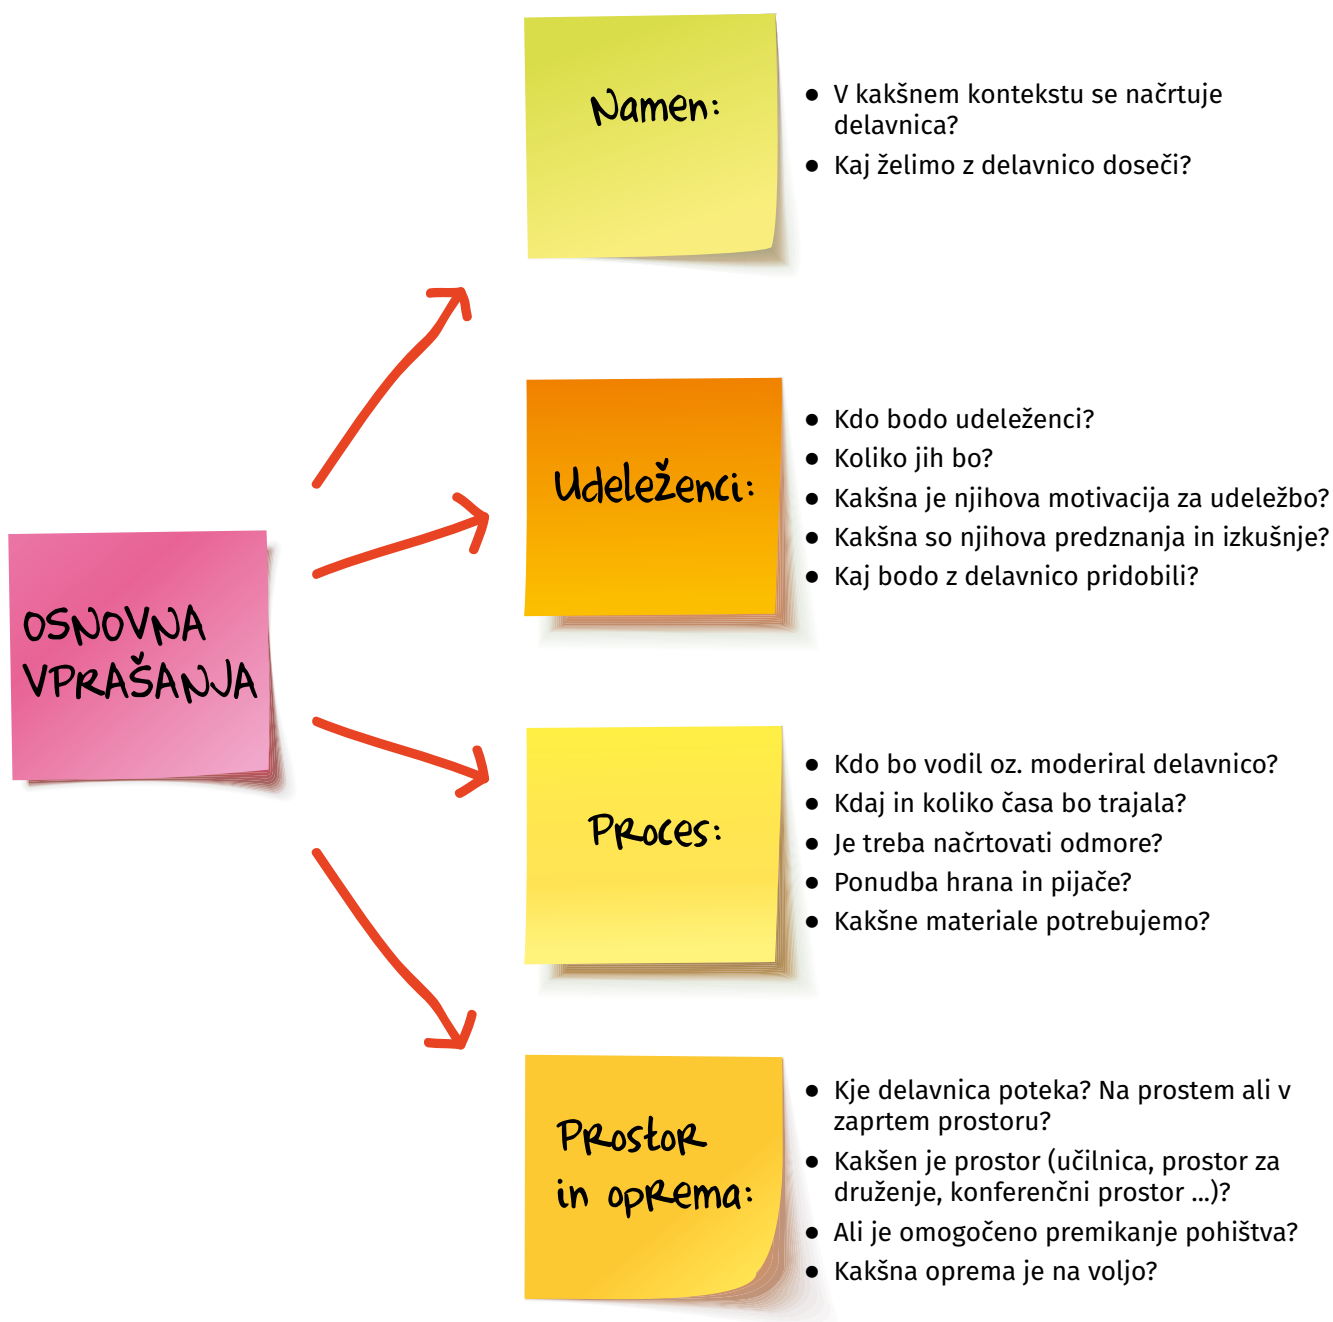 OSNOVNA
VPRAŠANJA
Namen:
• V kakšnem kontekstu se načrtuje
delavnica?
• Kaj želimo z delavnico doseči?
Udeleženci:
• Kdo bodo udeleženci?
• Koliko jih bo?
• Kakšna je njihova motivacija za udeležbo?
• Kakšna so njihova predznanja in izkušnje?
• Kaj bodo z delavnico pridobili?
Proces:
• Kdo bo vodil oz. moderiral delavnico?
• Kdaj in koliko časa bo trajala?
• Je treba načrtovati odmore?
• Ponudba hrana in pijače?
• Kakšne materiale potrebujemo?
Prostor
in oprema:
• Kje delavnica poteka? Na prostem ali v
zaprtem prostoru?
• Kakšen je prostor (učilnica, prostor za
druženje, konferenčni prostor ...)?
• Ali je omogočeno premikanje pohištva?
• Kakšna oprema je na voljo?